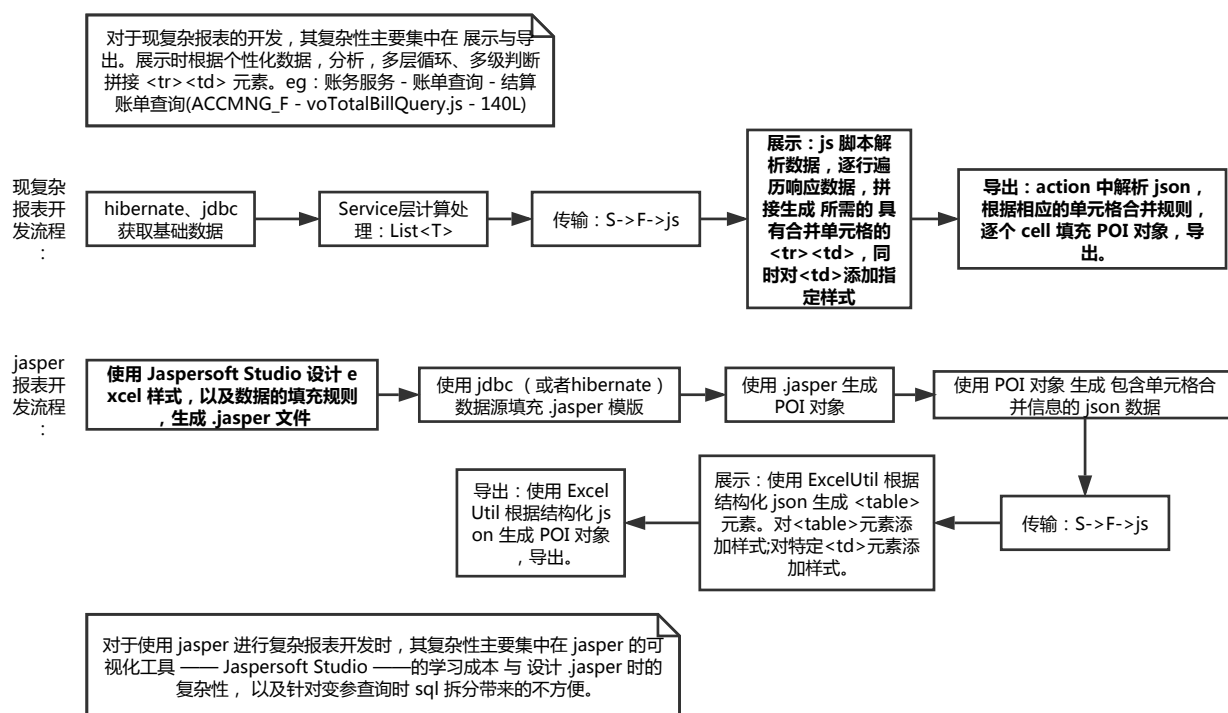 对于现复杂报表的开发，其复杂性主要集中在 展示与导
出。展示时根据个性化数据，分析，多层循环、多级判断
拼接 <tr><td> 元素。eg：账务服务 - 账单查询 - 结算
账单查询(ACCMNG_F - voTotalBillQuery.js - 140L)
现复杂
报表开
发流程
：
hibernate、jdbc
获取基础数据
Service层计算处
理：List<T>
传输：S->F->js
展示：js 脚本解
析数据，逐行遍
历响应数据，拼
接生成 所需的 具
有合并单元格的
<tr><td>，同
时对<td>添加指
定样式
导出：action 中解析 json，
根据相应的单元格合并规则，
逐个 cell 填充 POI 对象，导
出。
jasper
报表开
发流程
：
使用 Jaspersoft Studio 设计 e
xcel 样式，以及数据的填充规则
，生成 .jasper 文件
使用 jdbc （或者hibernate）
数据源填充 .jasper 模版
使用 .jasper 生成
POI 对象
使用 POI 对象 生成 包含单元格合
并信息的 json 数据
传输：S->F->js
展示：使用 ExcelUtil 根据
结构化 json 生成 <table>
元素。对<table>元素添
加样式;对特定<td>元素添
加样式。
导出：使用 Excel
Util 根据结构化 js
on 生成 POI 对象
，导出。
对于使用 jasper 进行复杂报表开发时，其复杂性主要集中在 jasper 的可
视化工具 —— Jaspersoft Studio ——的学习成本 与 设计 .jasper 时的
复杂性， 以及针对变参查询时 sql 拆分带来的不方便。